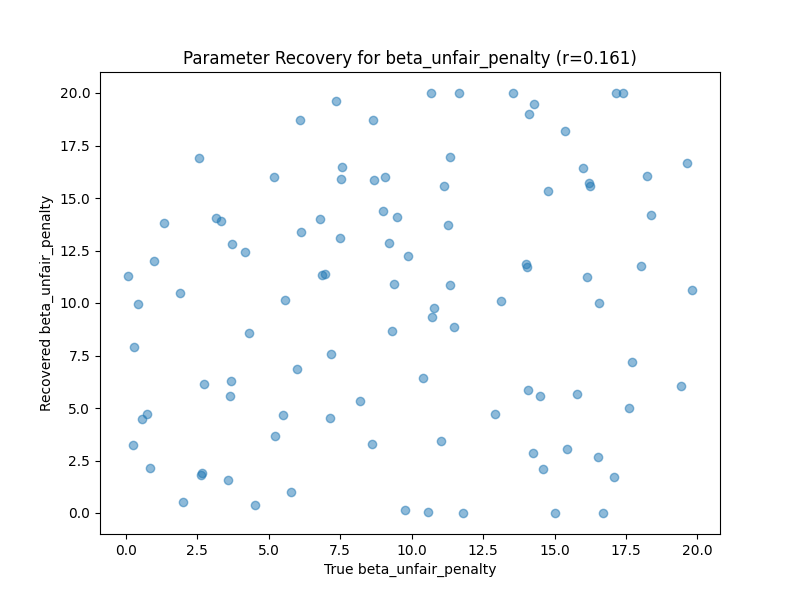 Parameter Recovery for beta_unfair_penalty (r=0.161)
20.0
17.5
15.0
12.5
10.0
7.5
5.0
2.5
0.0
Recovered beta_unfair_penalty
0.0 2.5 5.0 7.5 10.0 12.5 15.0 17.5 20.0
True beta_unfair_penalty